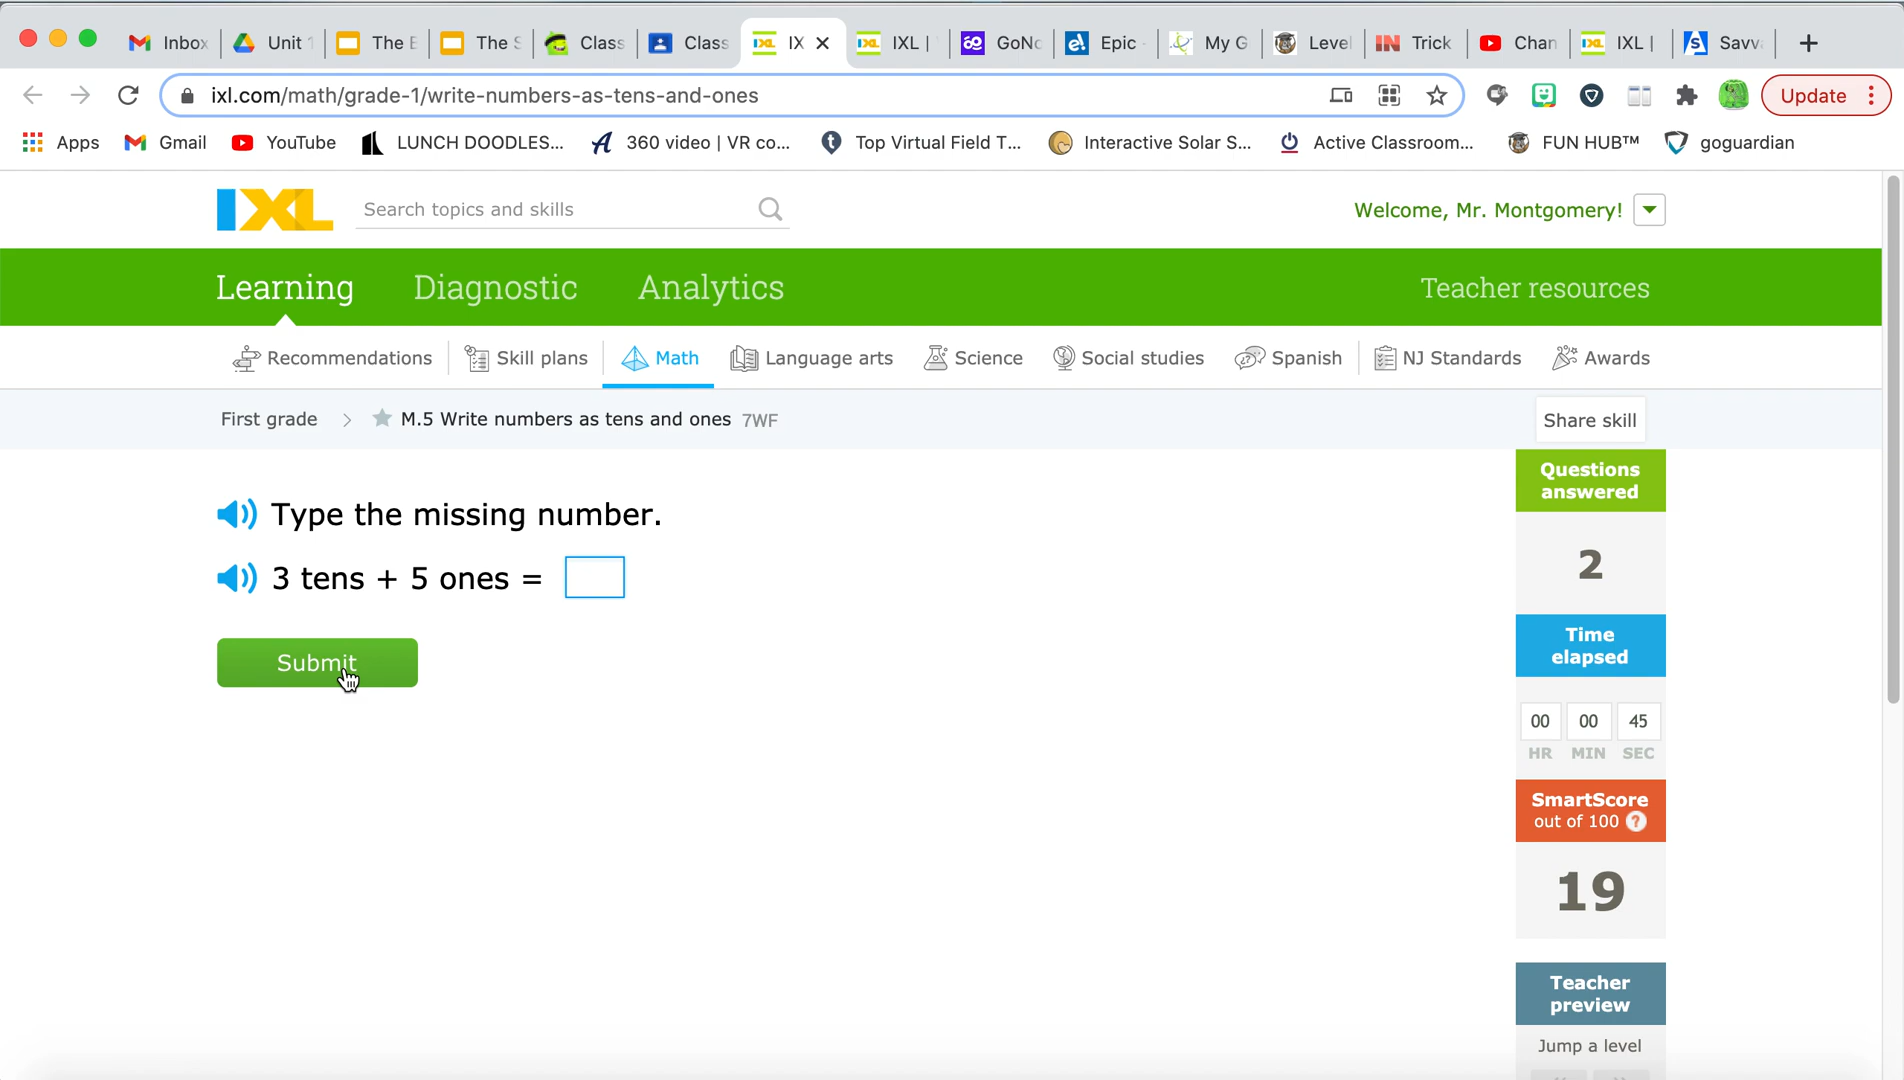 Inbox Unit The The Class Class IX IXL | GoNo Epic My G Level Trick Chan IXL | Savva
ixl.com/math/grade-1/write-numbers-as-tens-and-ones Update
Apps Gmail YouTube LUNCH DOODLES... 360 video | VR co... Top Virtual Field T... Interactive Solar S... Active Classroom... FUN HUB™ goguardian
IXL Search topics and skills Welcome, Mr. Montgomery!
Learning Diagnostic Analytics Teacher resources
Recommendations Skill plans Math Language arts Science Social studies Spanish NJ Standards Awards
First grade > M.5 Write numbers as tens and ones 7WF Share skill
Type the missing number.
3 tens + 5 ones =
Submit
Questions
answered
2
Time
elapsed
00 00 45
HR MIN SEC
SmartScore
out of 100 ?
19
Teacher
preview
Jump a level